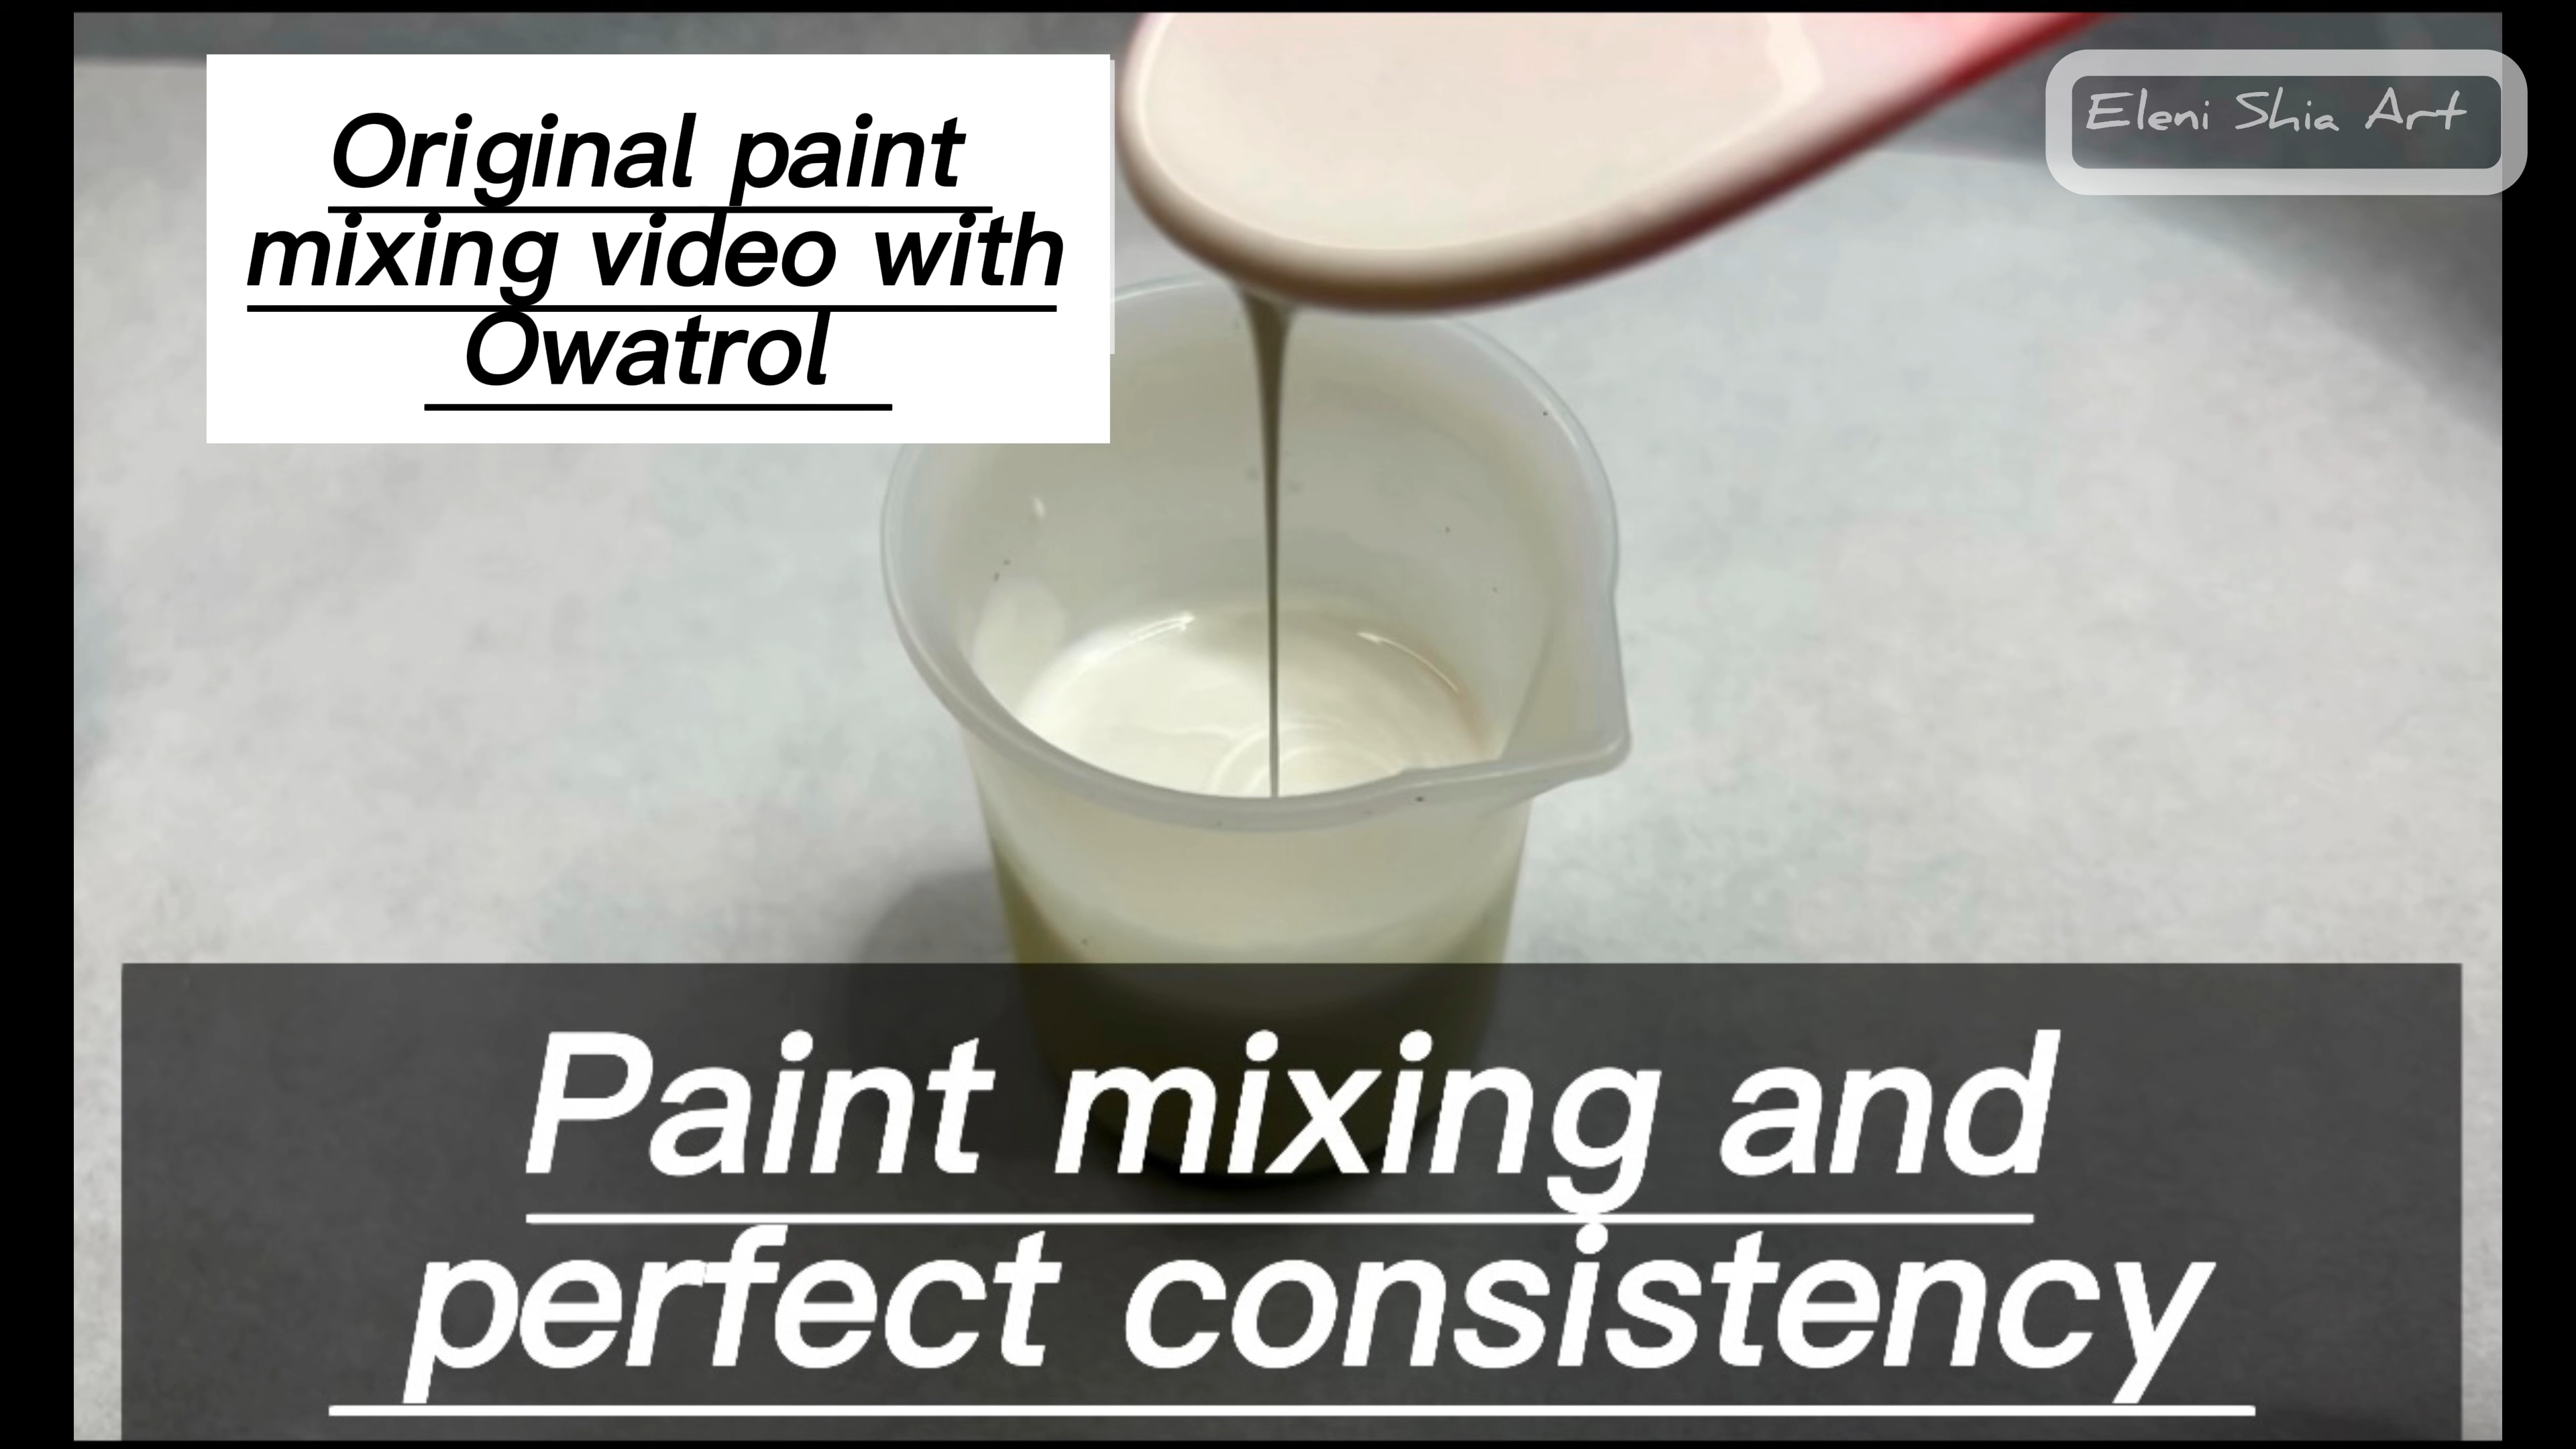 Original paint
mixing video with
Owatrol
Eleni Shia Art
Paint mixing and
perfect consistency